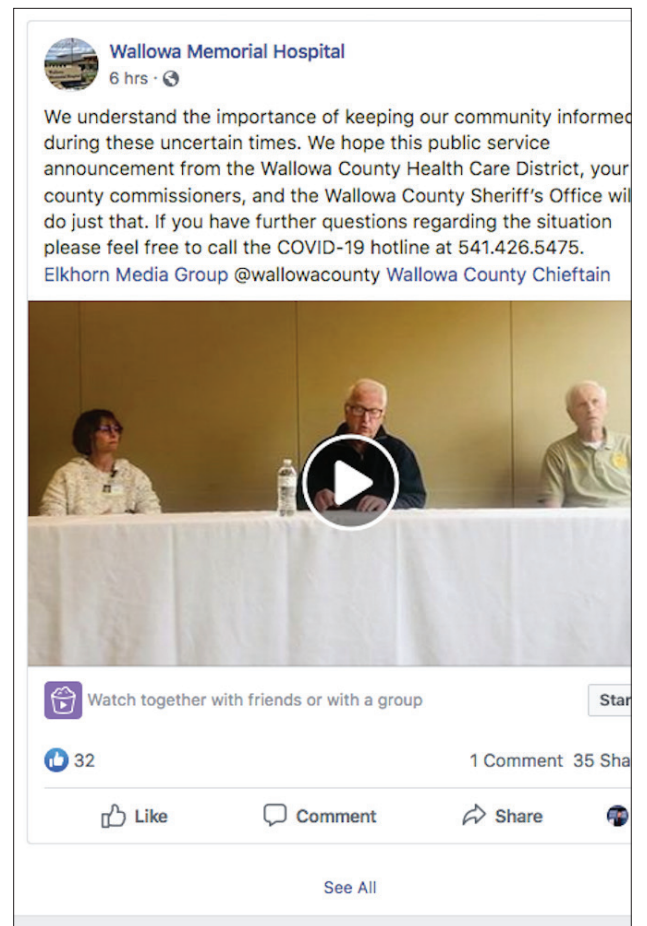 Wallowa Memorial Hospital
6 hrs ·
We understand the importance of keeping our community informed
during these uncertain times. We hope this public service
announcement from the Wallowa County Health Care District, your
county commissioners, and the Wallowa County Sheriff's Office wil
do just that. If you have further questions regarding the situation
please feel free to call the COVID-19 hotline at 541.426.5475.
Elkhorn Media Group @wallowacounty Wallowa County Chieftain
Watch together with friends or with a group
Star
32
1 Comment 35 Sha
Like Comment Share
See All